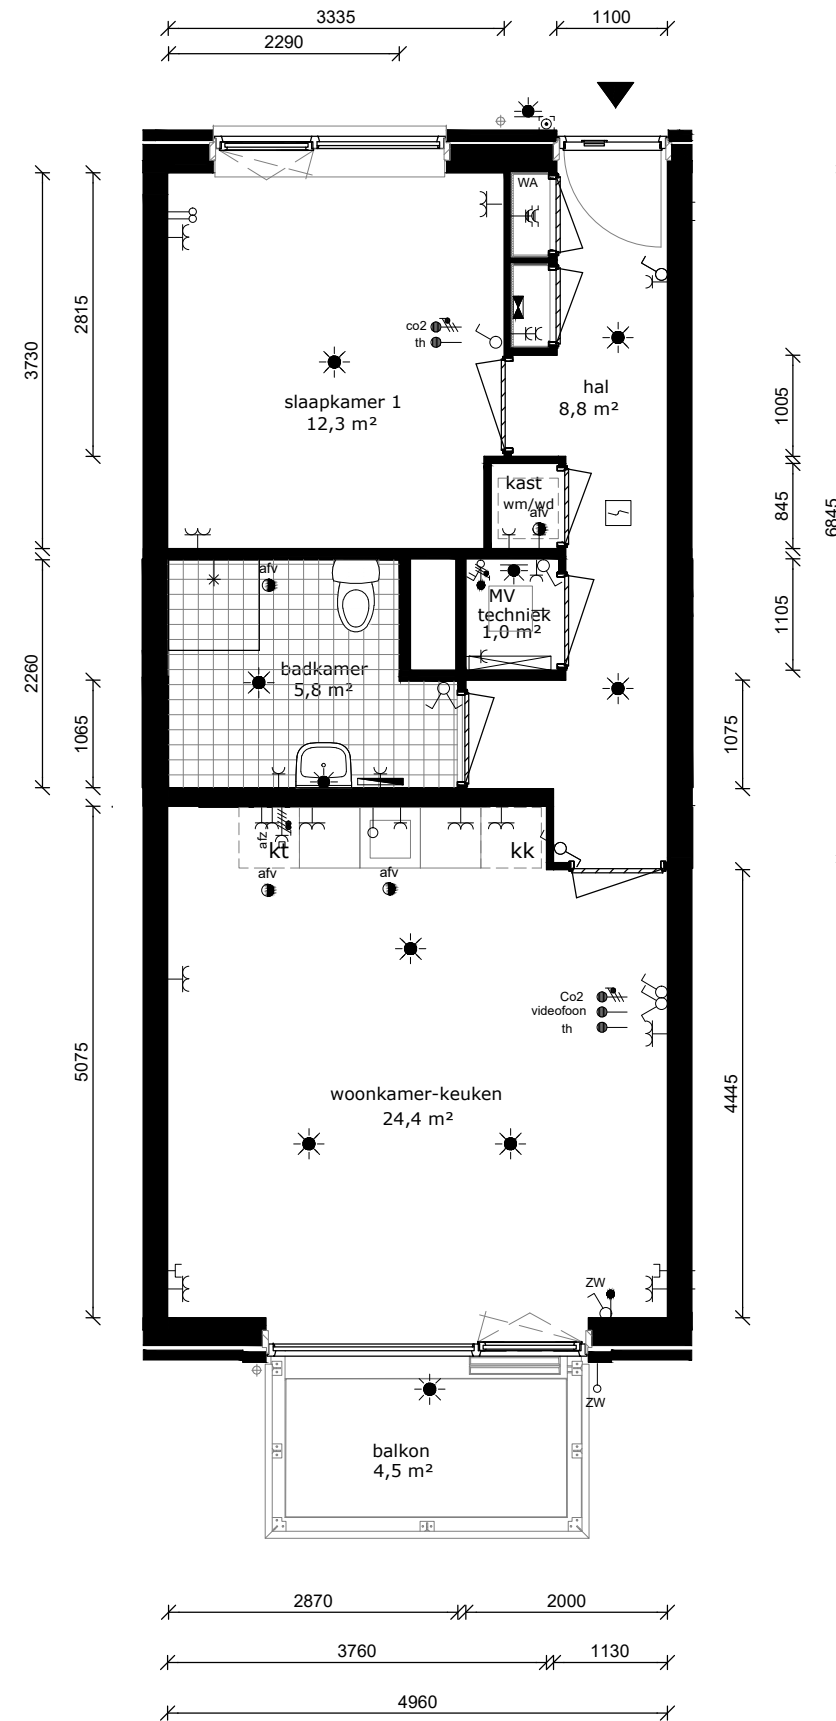 3335
1100
2290
WA
2815
3730
co2
th
slaapkamer 1
12,3 m²
hal
8,8 m²
1005
kast
wm/wd
afv
845
6845
afv
MV
techniek
1,0 m²
1105
2260
badkamer
5,8 m²
1065
1075
afz
kt
kk
afv
afv
Co2
videofoon
th
5075
4445
woonkamer-keuken
24,4 m²
ZW
ZW
balkon
4,5 m²
2870
2000
3760
1130
4960